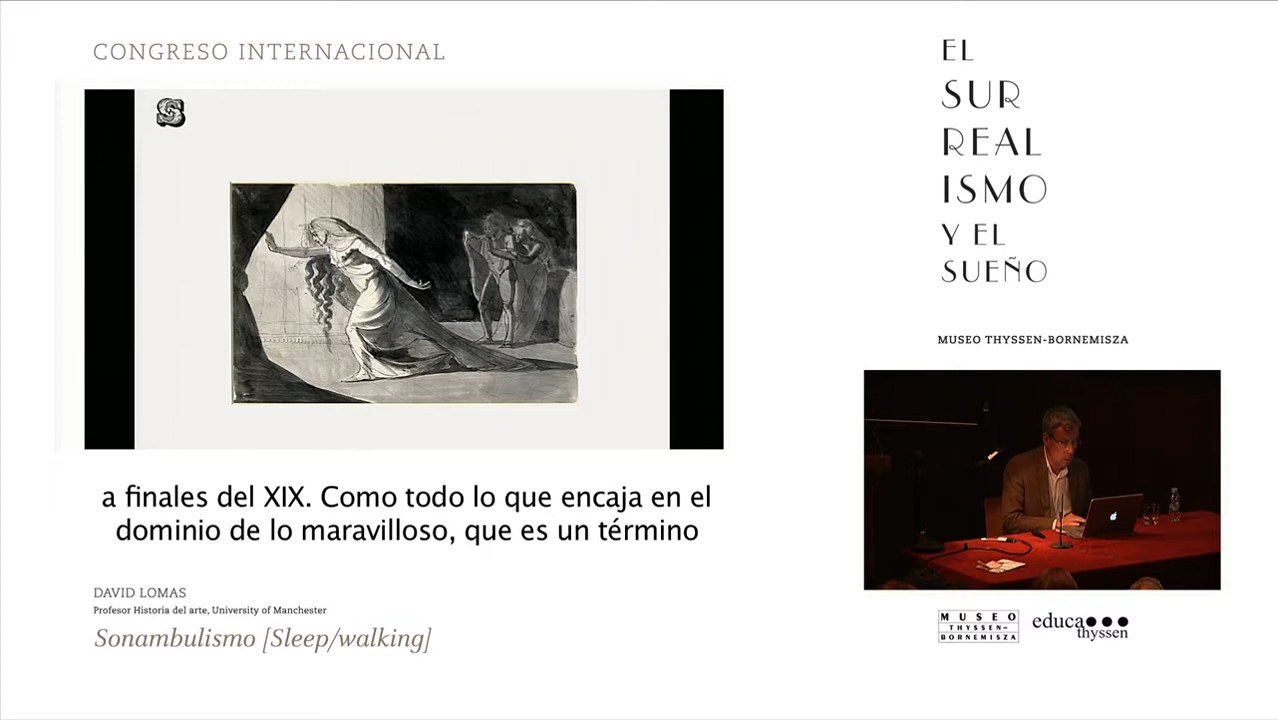 CONGRESO INTERNACIONAL
S
a finales del XIX. Como todo lo que encaja en el
dominio de lo maravilloso, que es un término
DAVID LOMAS
Profesor Historia del arte, University of Manchester
Sonambulismo [Sleep/walking]
EL
SUR
REAL
ISMO
Y EL
SUEÑO
MUSEO THYSSEN-BORNEMISZA
MUSEO
THYSSEN-
BORNEMISZA
educa
thyssen